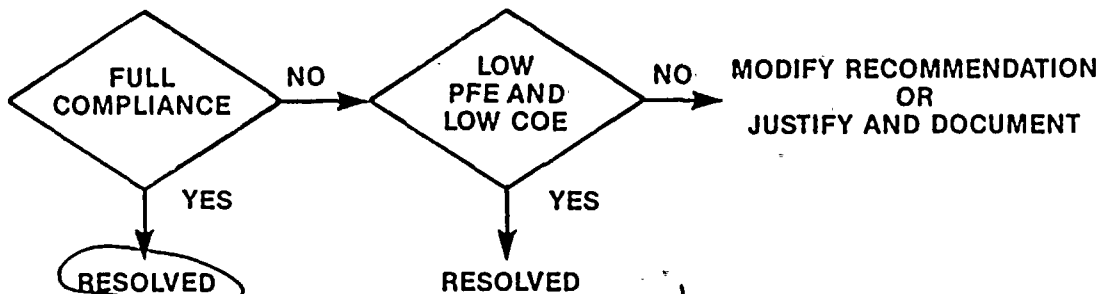 FULL
COMPLIANCE
NO
LOW
PFE AND
LOW COE
NO
MODIFY RECOMMENDATION
OR
JUSTIFY AND DOCUMENT
YES
YES
RESOLVED
RESOLVED